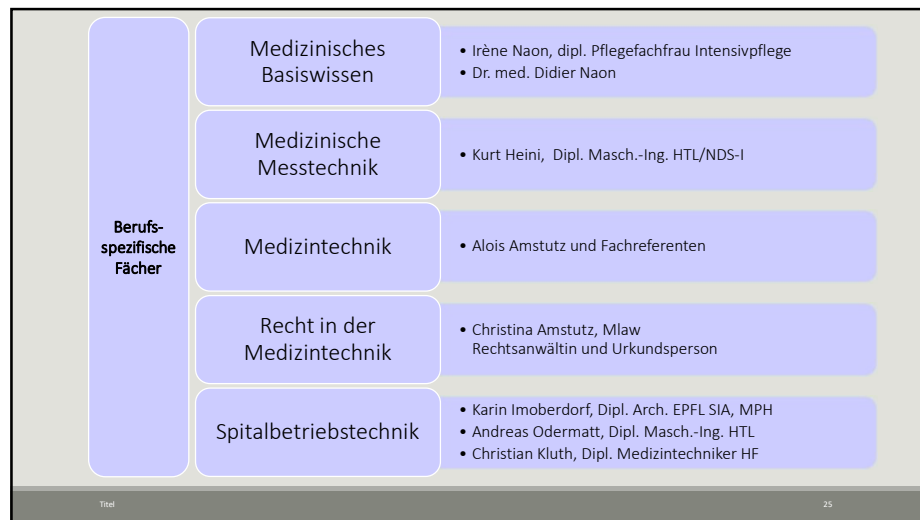 Berufs-
spezifische
Fächer
Medizinisches
Basiswissen
• Irène Naon, dipl. Pflegefachfrau Intensivpflege
• Dr. med. Didier Naon
Medizinische
Messtechnik
• Kurt Heini,  Dipl. Masch.-Ing. HTL/NDS-I
Medizintechnik
• Alois Amstutz und Fachreferenten
Recht in der
Medizintechnik
• Christina Amstutz, Mlaw
Rechtsanwältin und Urkundsperson
Spitalbetriebstechnik
• Karin Imoberdorf, Dipl. Arch. EPFL SIA, MPH
• Andreas Odermatt, Dipl. Masch.-Ing. HTL
• Christian Kluth, Dipl. Medizintechniker HF
Titel
25